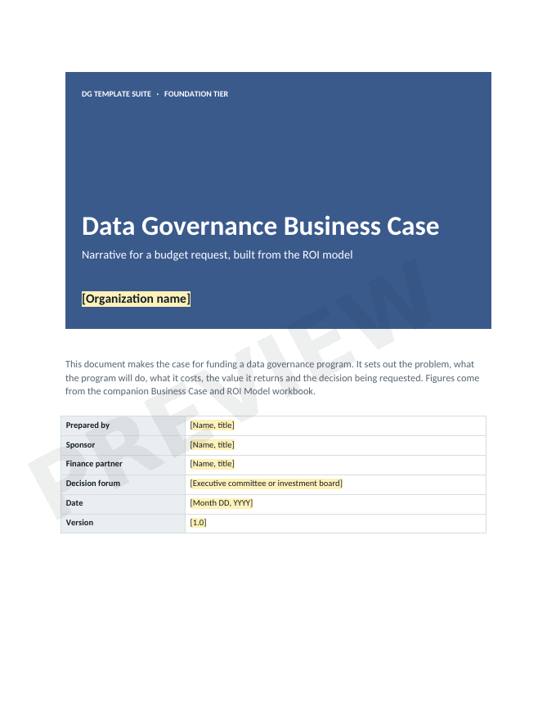 DG TEMPLATE SUITE · FOUNDATION TIER
Data Governance Business Case
Narrative for a budget request, built from the ROI model
[Organization name]
This document makes the case for funding a data governance program. It sets out the problem, what
the program will do, what it costs, the value it returns and the decision being requested. Figures come
from the companion Business Case and ROI Model workbook.
Prepared by [Name, title]
Sponsor [Name, title]
Finance partner [Name, title]
Decision forum [Executive committee or investment board]
Date [Month DD, YYYY]
Version [1.0]
PREVIEW